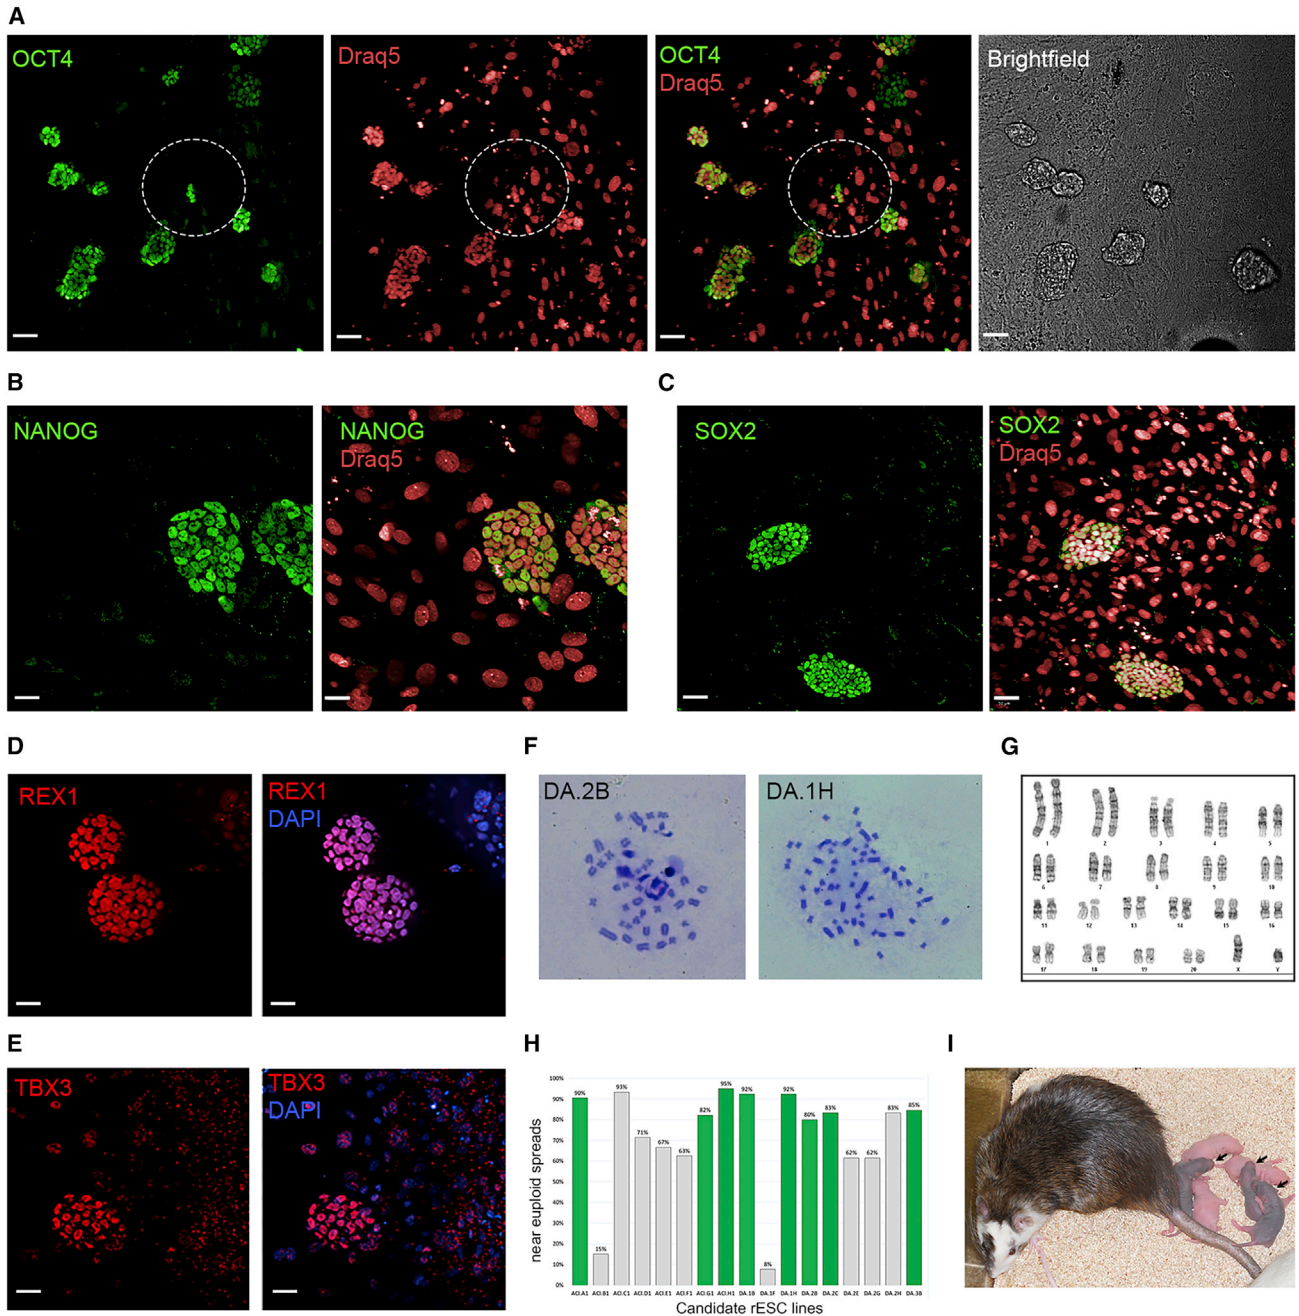 A
OCT4
Draq5
OCT4
Draq5
Brightfield
B
C
NANOG
NANOG
Draq5
SOX2
SOX2
Draq5
D
F
G
REX1
REX1
DAPI
DA.2B
DA.1H
1 2 3 4 5
6 7 8 9 10
11 12 13 14 15 16
17 18 19 20 X Y
E
H
I
TBX3
TBX3
DAPI
near euploid spreads
100%
90%
80%
70%
60%
50%
40%
30%
20%
10%
0%
90% 15% 93% 71% 67% 63% 82% 95% 92% 8% 92% 80% 83% 62% 62% 83% 85%
ACI.A1 ACI.B1 ACI.C1 ACI.D1 ACI.E1 ACI.F1 ACI.G1 ACI.H1 DA.1B DA.1F DA.1H DA.2B DA.2C DA.2E DA.2G DA.2H DA.3B
Candidate rESC lines